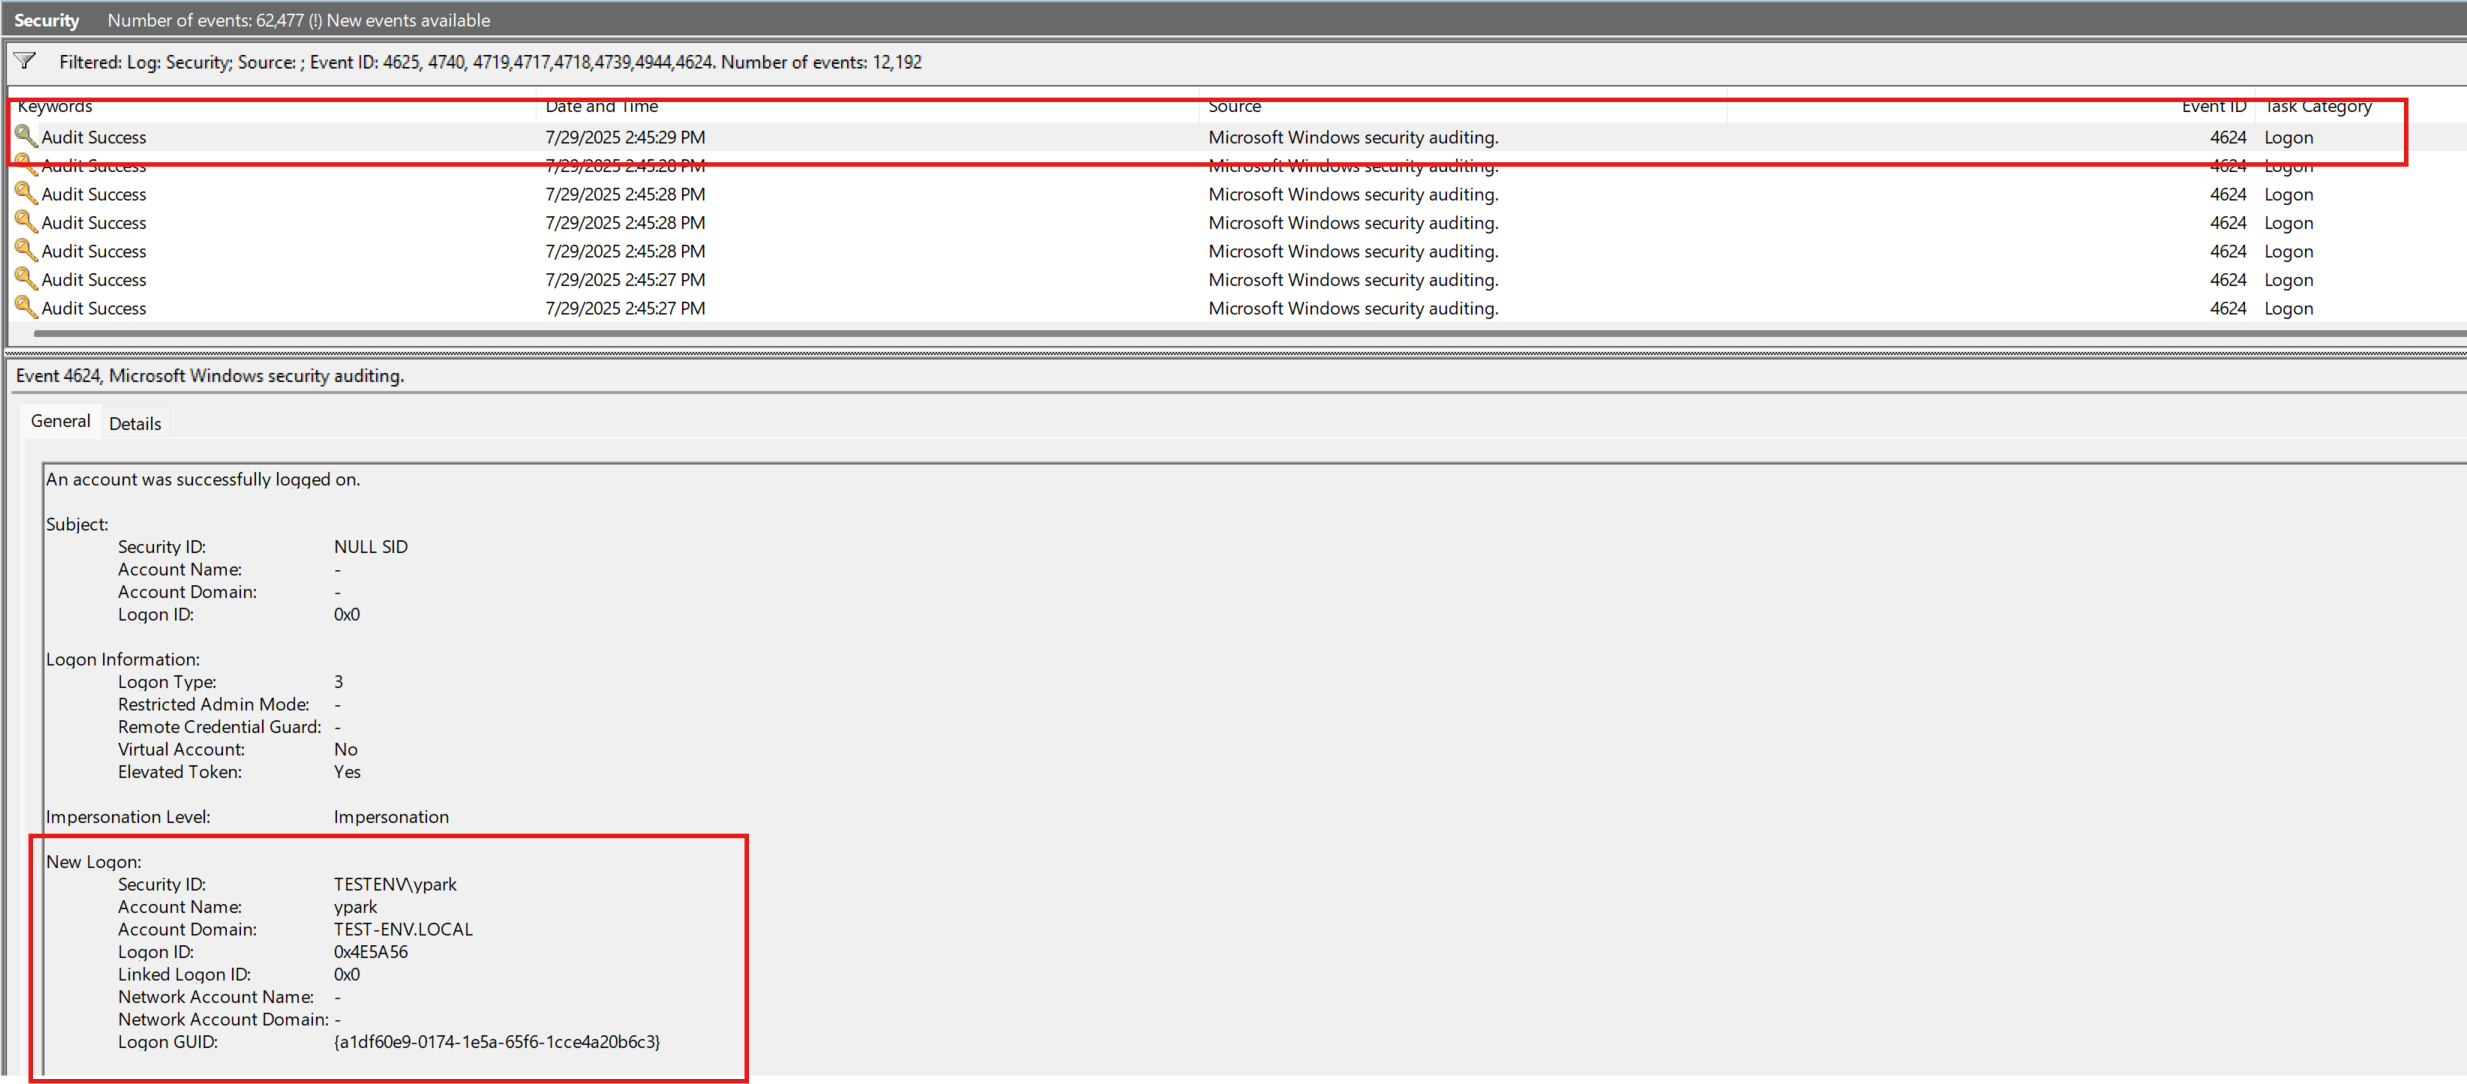 Security Number of events: 62,477 (!) New events available
Filtered: Log: Security; Source: ; Event ID: 4625, 4740, 4719,4717,4718,4739,4944,4624. Number of events: 12,192
Keywords Date and Time Source Event ID Task Category
Audit Success 7/29/2025 2:45:29 PM Microsoft Windows security auditing. 4624 Logon
Audit Success 7/29/2025 2:45:28 PM Microsoft Windows security auditing. 4624 Logon
Audit Success 7/29/2025 2:45:28 PM Microsoft Windows security auditing. 4624 Logon
Audit Success 7/29/2025 2:45:28 PM Microsoft Windows security auditing. 4624 Logon
Audit Success 7/29/2025 2:45:28 PM Microsoft Windows security auditing. 4624 Logon
Audit Success 7/29/2025 2:45:27 PM Microsoft Windows security auditing. 4624 Logon
Audit Success 7/29/2025 2:45:27 PM Microsoft Windows security auditing. 4624 Logon
Event 4624, Microsoft Windows security auditing.
General Details
An account was successfully logged on.
Subject:
Security ID: NULL SID
Account Name: -
Account Domain: -
Logon ID: 0x0
Logon Information:
Logon Type: 3
Restricted Admin Mode: -
Remote Credential Guard: -
Virtual Account: No
Elevated Token: Yes
Impersonation Level: Impersonation
New Logon:
Security ID: TESTENV\ypark
Account Name: ypark
Account Domain: TEST-ENV.LOCAL
Logon ID: 0x4E5A56
Linked Logon ID: 0x0
Network Account Name: -
Network Account Domain: -
Logon GUID: {a1df60e9-0174-1e5a-65f6-1cce4a20b6c3}